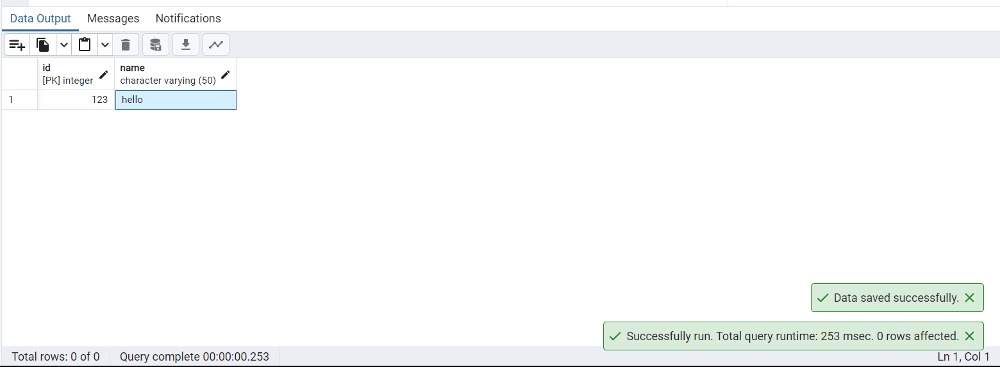 Data Output Messages Notifications
id name
[PK] integer character varying (50)
1 123 hello
Data saved successfully.
Successfully run. Total query runtime: 253 msec. 0 rows affected.
Total rows: 0 of 0 Query complete 00:00:00.253 Ln 1, Col 1